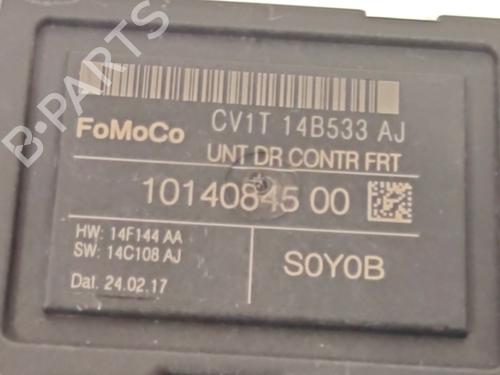 B-PARTS
FoMoCo CV1T 14B533 AJ
UNT DR CONTR FRT
10140845 00
HW: 14F144 AA
SW: 14C108 AJ
Dat. 24.02.17
S0Y0B